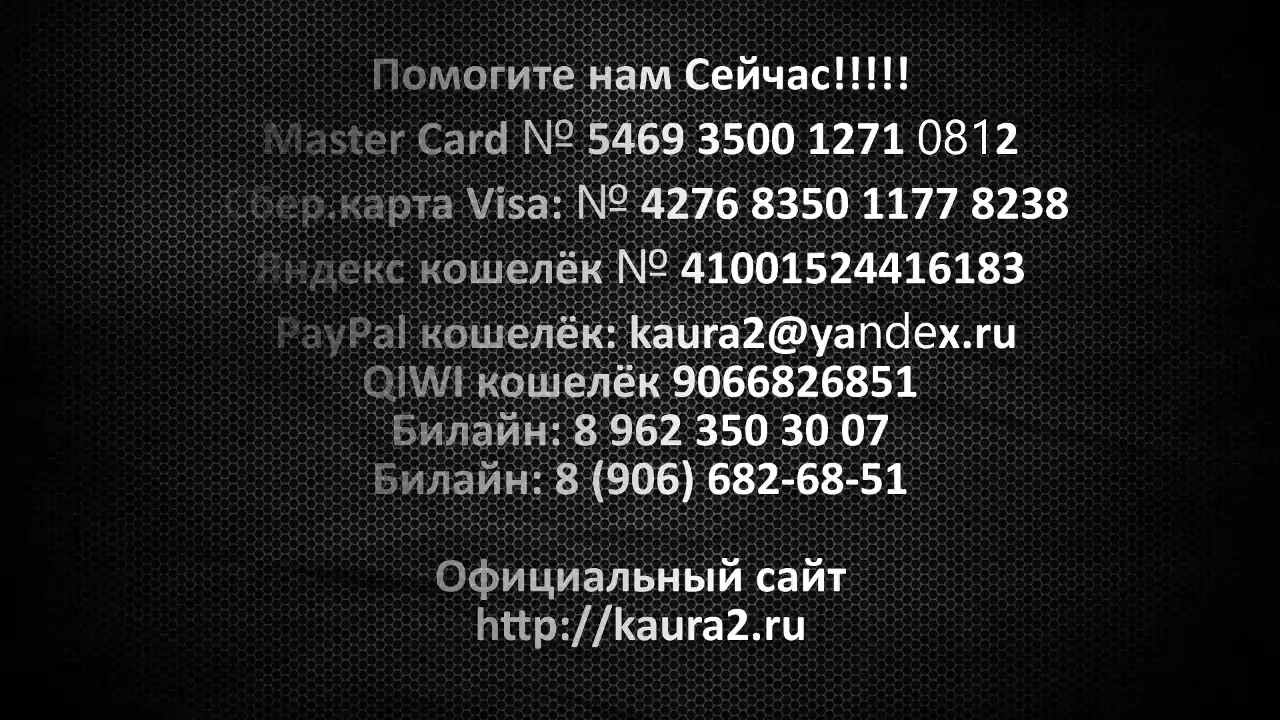 Помогите нам Сейчас!!!!!
Master Card № 5469 3500 1271 0812
Сбер.карта Visa: № 4276 8350 1177 8238
Яндекс кошелёк № 41001524416183
PayPal кошелёк: kaura2@yandex.ru
QIWI кошелёк 9066826851
Билайн: 8 962 350 30 07
Билайн: 8 (906) 682-68-51
Официальный сайт
http://kaura2.ru